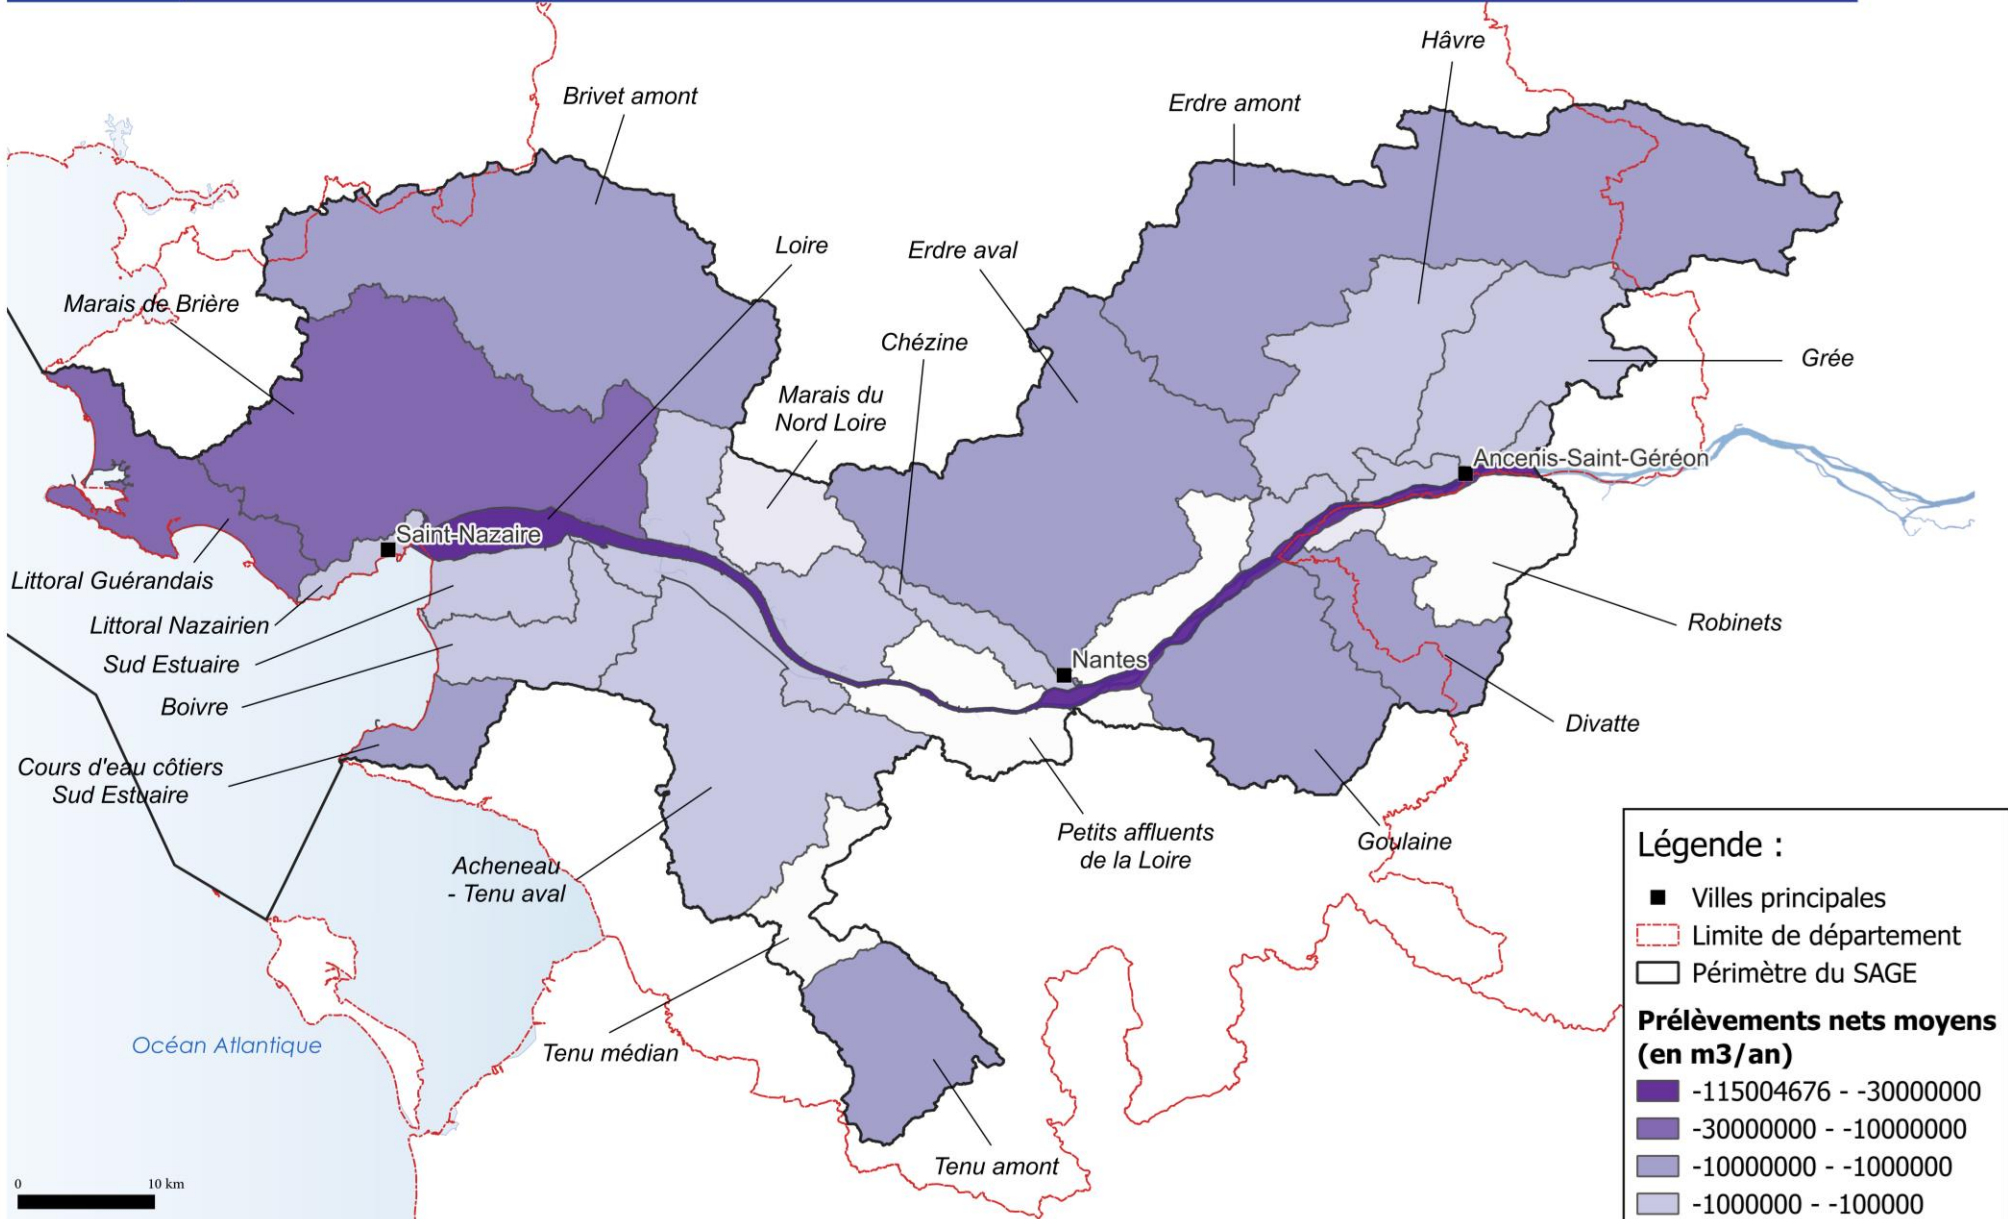 Hâvre
Brivet amont
Erdre amont
Loire
Erdre aval
Marais de Brière
Chézine
Grée
Marais du
Nord Loire
Ancenis-Saint-Géréon
Saint-Nazaire
Littoral Guérandais
Littoral Nazairien
Robinets
Sud Estuaire
Nantes
Boivre
Divatte
Cours d'eau côtiers
Sud Estuaire
Petits affluents
de la Loire
Goulaine
Acheneau
- Tenu aval
Océan Atlantique
Tenu médian
Tenu amont
0 10 km
Légende :
Villes principales
Limite de département
Périmètre du SAGE
Prélèvements nets moyens
(en m3/an)
-115004676 - -30000000
-30000000 - -10000000
-10000000 - -1000000
-1000000 - -100000